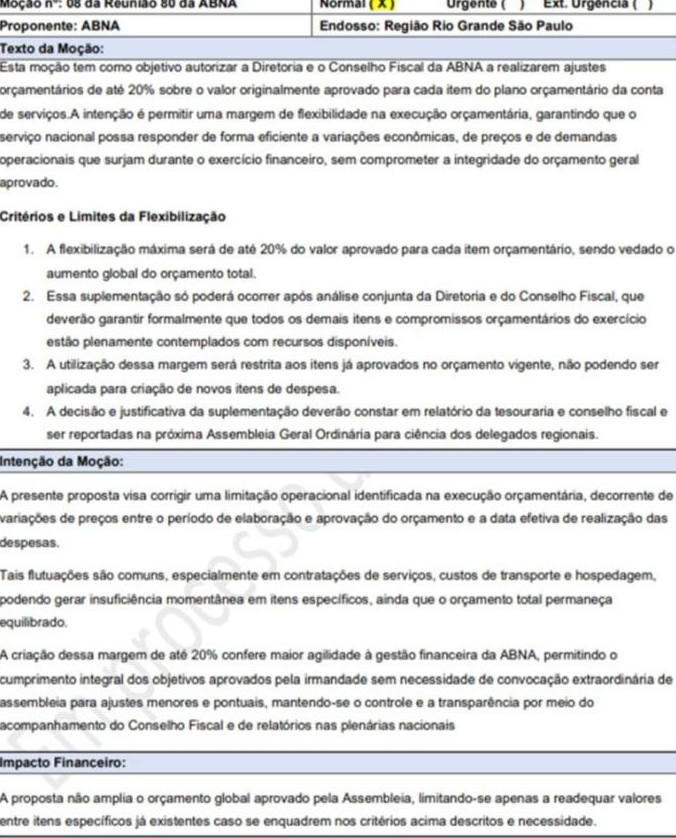 Moção nº: 08 da Reunião 80 da ABNA Normal ( X ) Urgente ( ) Ext. Urgência ( )
Proponente: ABNA Endosso: Região Rio Grande São Paulo
Texto da Moção:
Esta moção tem como objetivo autorizar a Diretoria e o Conselho Fiscal da ABNA a realizarem ajustes
orçamentários de até 20% sobre o valor originalmente aprovado para cada item do plano orçamentário da conta
de serviços.A intenção é permitir uma margem de flexibilidade na execução orçamentária, garantindo que o
serviço nacional possa responder de forma eficiente a variações econômicas, de preços e de demandas
operacionais que surjam durante o exercício financeiro, sem comprometer a integridade do orçamento geral
aprovado.
Critérios e Limites da Flexibilização
1. A flexibilização máxima será de até 20% do valor aprovado para cada item orçamentário, sendo vedado o
aumento global do orçamento total.
2. Essa suplementação só poderá ocorrer após análise conjunta da Diretoria e do Conselho Fiscal, que
deverão garantir formalmente que todos os demais itens e compromissos orçamentários do exercício
estão plenamente contemplados com recursos disponíveis.
3. A utilização dessa margem será restrita aos itens já aprovados no orçamento vigente, não podendo ser
aplicada para criação de novos itens de despesa.
4. A decisão e justificativa da suplementação deverão constar em relatório da tesouraria e conselho fiscal e
ser reportadas na próxima Assembleia Geral Ordinária para ciência dos delegados regionais.
Intenção da Moção:
A presente proposta visa corrigir uma limitação operacional identificada na execução orçamentária, decorrente de
variações de preços entre o período de elaboração e aprovação do orçamento e a data efetiva de realização das
despesas.
Tais flutuações são comuns, especialmente em contratações de serviços, custos de transporte e hospedagem,
podendo gerar insuficiência momentânea em itens específicos, ainda que o orçamento total permaneça
equilibrado.
A criação dessa margem de até 20% confere maior agilidade à gestão financeira da ABNA, permitindo o
cumprimento integral dos objetivos aprovados pela irmandade sem necessidade de convocação extraordinária de
assembleia para ajustes menores e pontuais, mantendo-se o controle e a transparência por meio do
acompanhamento do Conselho Fiscal e de relatórios nas plenárias nacionais
Impacto Financeiro:
A proposta não amplia o orçamento global aprovado pela Assembleia, limitando-se apenas a readequar valores
entre itens específicos já existentes caso se enquadrem nos critérios acima descritos e necessidade.
Em processo